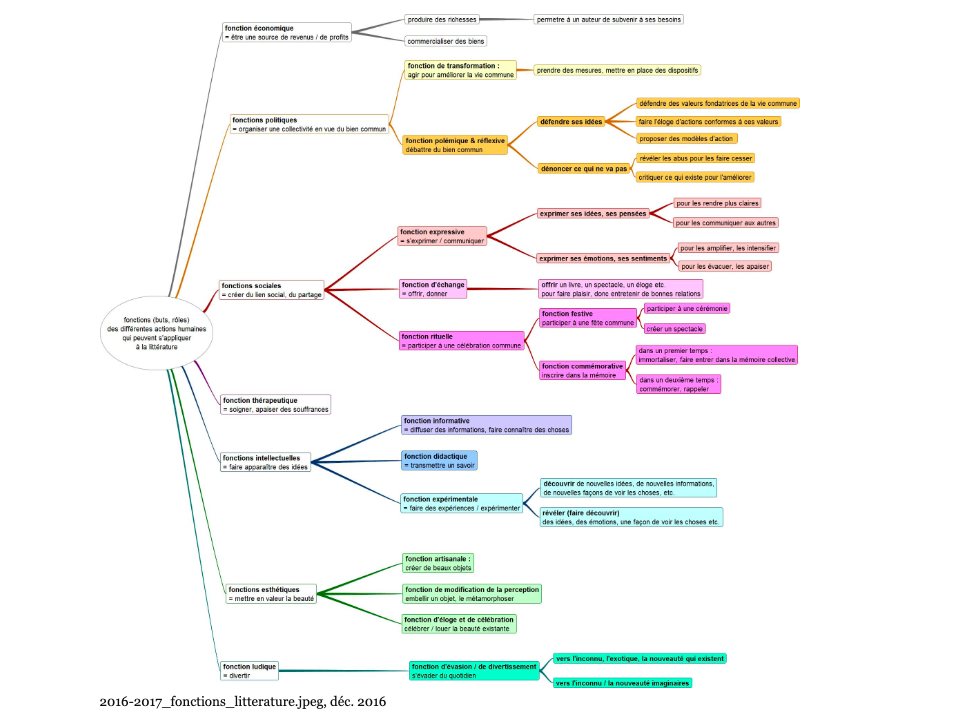 fonction économique
= être une source de revenus / de profits
produire des richesses
permetre à un auteur de subvenir à ses besoins
commercialiser des biens
fonctions politiques
= organiser une collectivité en vue du bien commun
fonction de transformation :
agir pour améliorer la vie commune
prendre des mesures, mettre en place des dispositifs
fonction polémique & réflexive
débattre du bien commun
défendre ses idées
défendre des valeurs fondatrices de la vie commune
faire l'éloge d'actions conformes à ces valeurs
proposer des modèles d'action
dénoncer ce qui ne va pas
révéler les abus pour les faire cesser
critiquer ce qui existe pour l'améliorer
fonctions (buts, rôles)
des différentes actions humaines
qui peuvent s'appliquer
à la littérature
fonctions sociales
= créer du lien social, du partage
fonction expressive
= s'exprimer / communiquer
exprimer ses idées, ses pensées
pour les rendre plus claires
pour les communiquer aux autres
exprimer ses émotions, ses sentiments
pour les amplifier, les intensifier
pour les évacuer, les apaiser
fonction d'échange
= offrir, donner
offrir un livre, un spectacle, un éloge etc.
pour faire plaisir, donc entretenir de bonnes relations
fonction rituelle
= participer à une célébration commune
fonction festive
participer à une fête commune
participer à une cérémonie
créer un spectacle
fonction commémorative
inscrire dans la mémoire
dans un premier temps :
immortaliser, faire entrer dans la mémoire collective
dans un deuxième temps :
commémorer, rappeler
fonction thérapeutique
= soigner, apaiser des souffrances
fonctions intellectuelles
= faire apparaître des idées
fonction informative
= diffuser des informations, faire connaître des choses
fonction didactique
= transmettre un savoir
fonction expérimentale
= faire des expériences / expérimenter
découvrir de nouvelles idées, de nouvelles informations,
de nouvelles façons de voir les choses, etc.
révéler (faire découvrir)
des idées, des émotions, une façon de voir les choses etc.
fonctions esthétiques
= mettre en valeur la beauté
fonction artisanale :
créer de beaux objets
fonction de modification de la perception
embellir un objet, le métamorphoser
fonction d'éloge et de célébration
célébrer / louer la beauté existante
fonction ludique
= divertir
fonction d'évasion / de divertissement
s'évader du quotidien
vers l'inconnu, l'exotique, la nouveauté qui existent
vers l'inconnu / la nouveauté imaginaires
2016-2017_fonctions_litterature.jpeg, déc. 2016